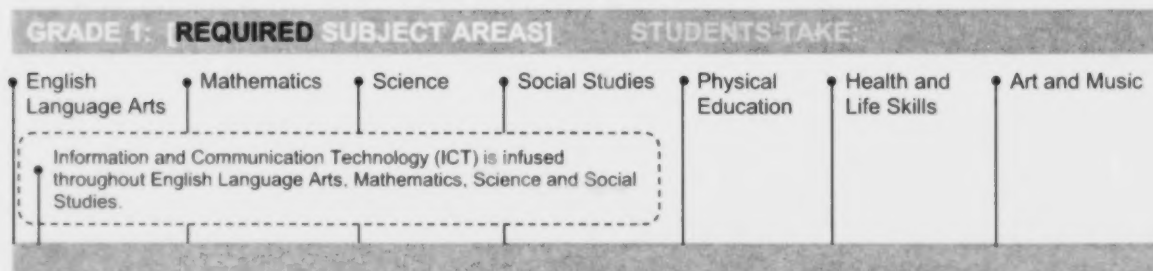 GRADE 1: [REQUIRED SUBJECT AREAS] STUDENTS TAKE:
English
Language Arts
Mathematics
Science
Social Studies
Physical
Education
Health and
Life Skills
Art and Music
Information and Communication Technology (ICT) is infused
throughout English Language Arts, Mathematics, Science and Social
Studies.